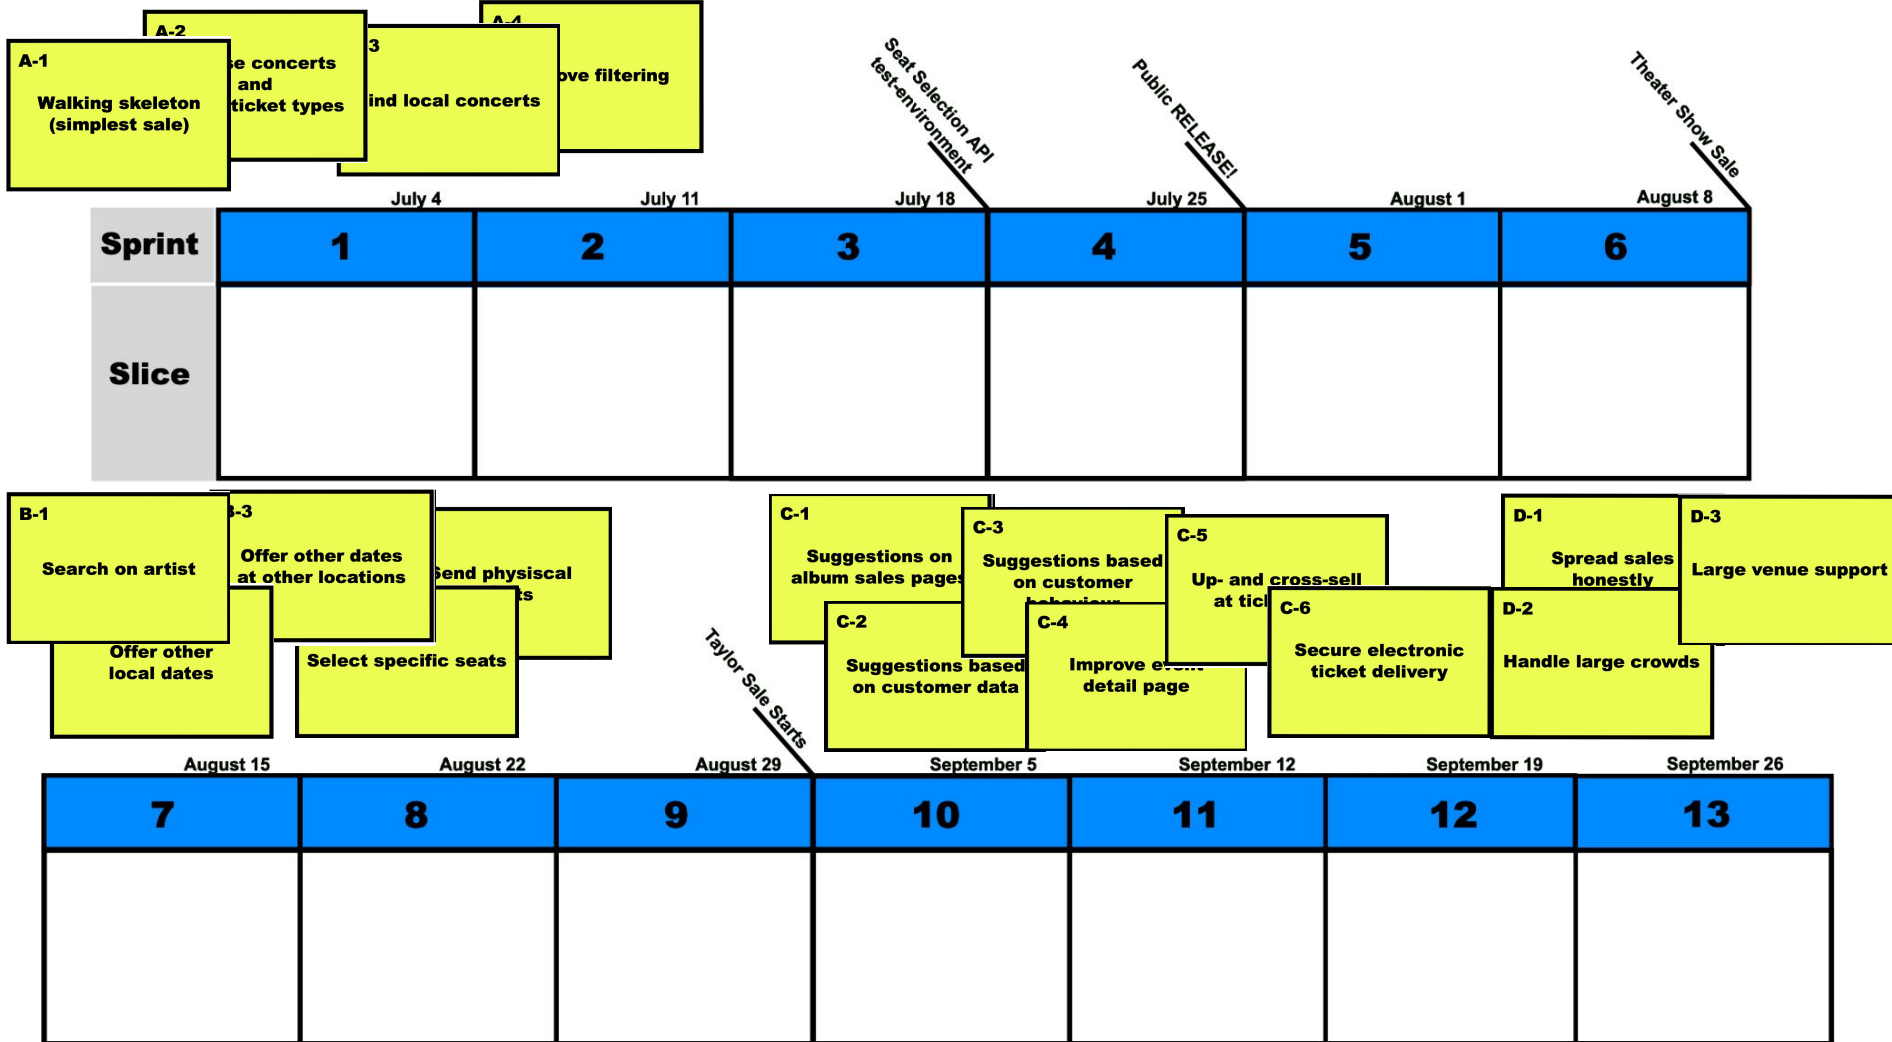 A-1
Walking skeleton
(simplest sale)
A-2
se concerts
and
ticket types
3
ind local concerts
A-4
ove filtering
Seat Selection API
test-environment
Public RELEASE!
Theater Show Sale
July 4
July 11
July 18
July 25
August 1
August 8
Sprint
1
2
3
4
5
6
Slice
B-1
Search on artist
Offer other
local dates
B-3
Offer other dates
at other locations
Select specific seats
Send physiscal
ts
C-1
Suggestions on
album sales pages
C-2
Suggestions based
on customer data
C-3
Suggestions based
on customer
behaviour
C-4
Improve event
detail page
C-5
Up- and cross-sell
at tic
C-6
Secure electronic
ticket delivery
D-1
Spread sales
honestly
D-2
Handle large crowds
D-3
Large venue support
Taylor Sale Starts
August 15
August 22
August 29
September 5
September 12
September 19
September 26
7
8
9
10
11
12
13